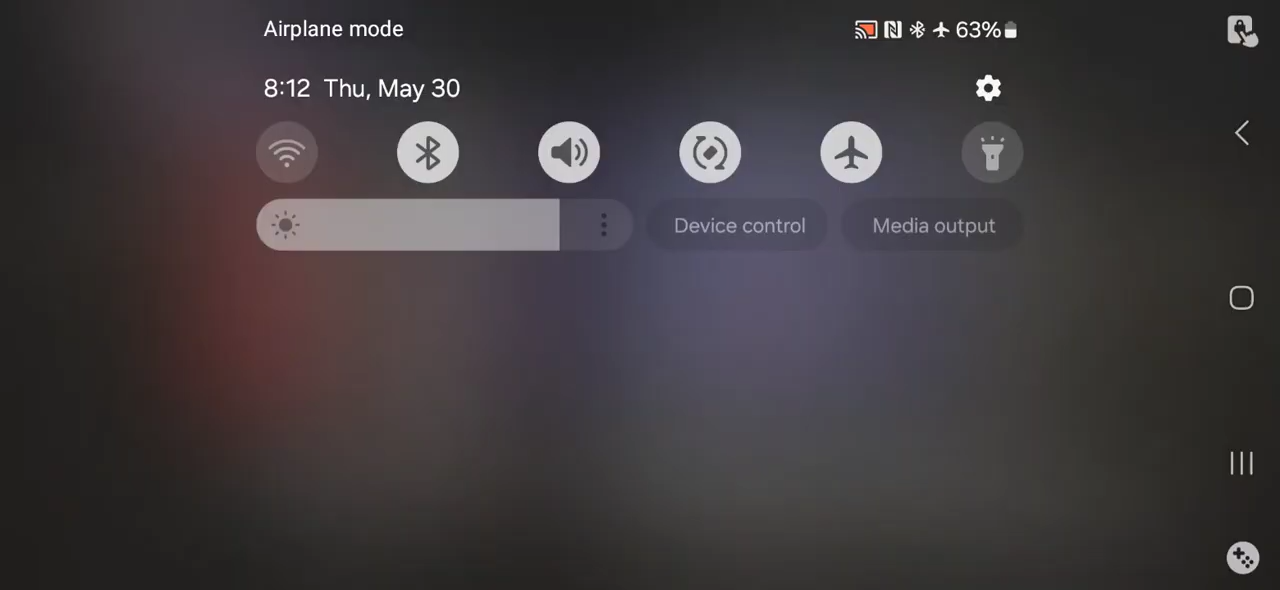 Airplane mode
63%
8:12 Thu, May 30
Device control
Media output